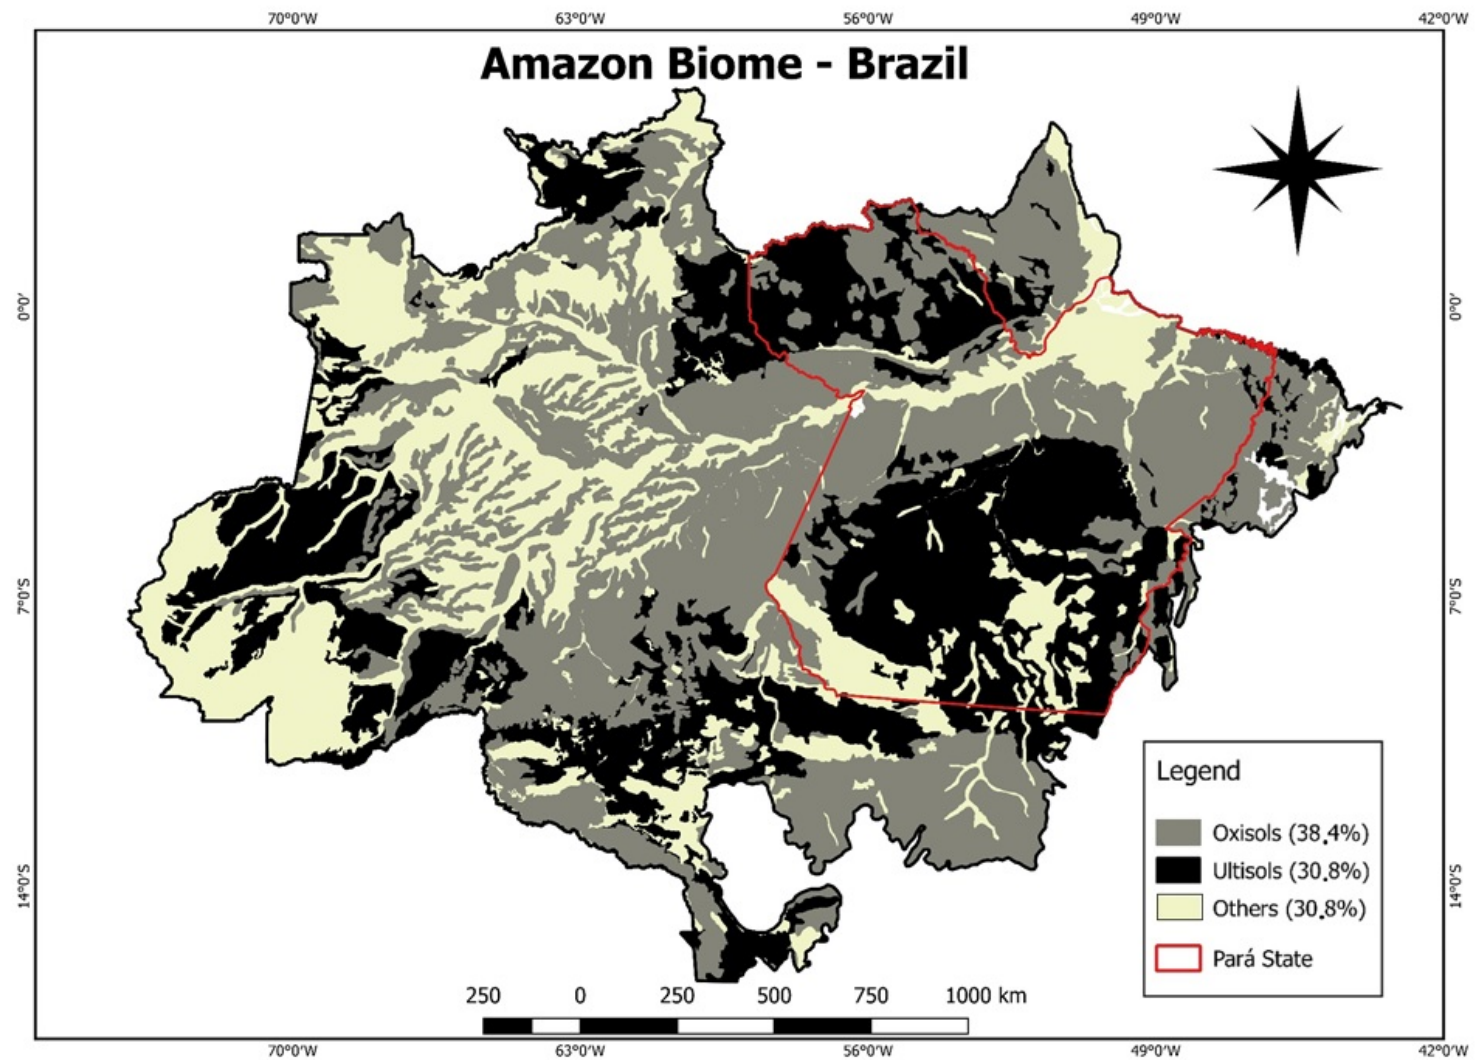 70°0'W 63°0'W 56°0'W 49°0'W 42°0'W
Amazon Biome - Brazil
0°0' 0°0'
7°0'S 7°0'S
14°0'S 14°0'S
Legend
Oxisols (38.4%)
Ultisols (30.8%)
Others (30.8%)
Pará State
250 0 250 500 750 1000 km
70°0'W 63°0'W 56°0'W 49°0'W 42°0'W